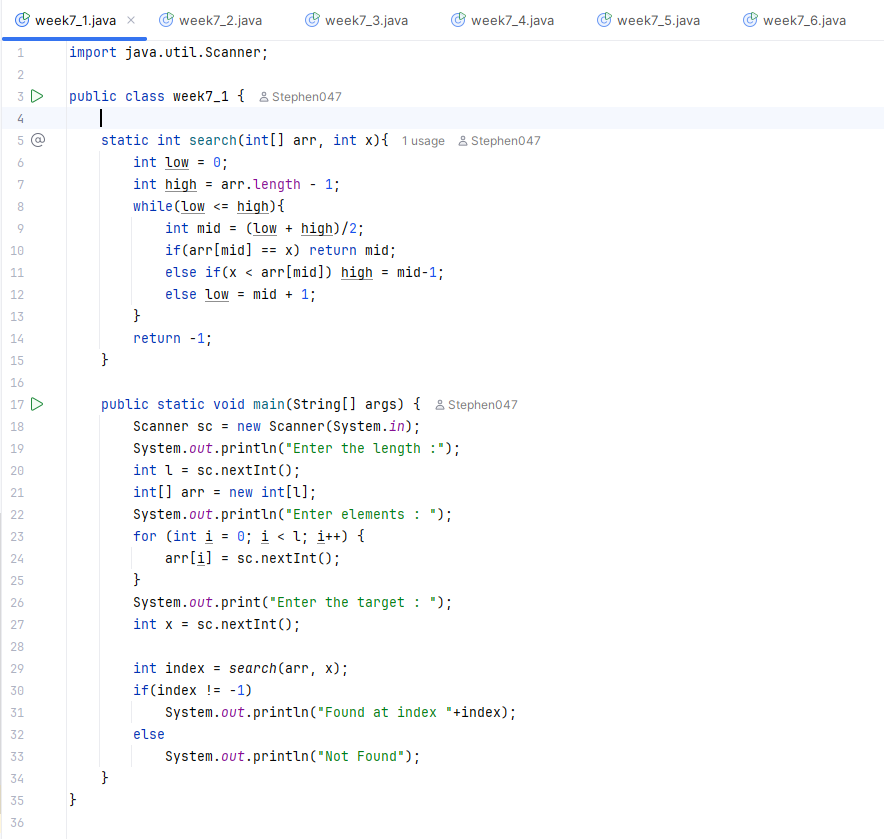 week7_1.java × week7_2.java week7_3.java week7_4.java week7_5.java week7_6.java
1 import java.util.Scanner;
2
3 public class week7_1 { Stephen047
4
5 @ static int search(int[] arr, int x){ 1 usage Stephen047
6 int low = 0;
7 int high = arr.length - 1;
8 while(low <= high){
9 int mid = (low + high)/2;
10 if(arr[mid] == x) return mid;
11 else if(x < arr[mid]) high = mid-1;
12 else low = mid + 1;
13 }
14 return -1;
15 }
16
17 public static void main(String[] args) { Stephen047
18 Scanner sc = new Scanner(System.in);
19 System.out.println("Enter the length :");
20 int l = sc.nextInt();
21 int[] arr = new int[l];
22 System.out.println("Enter elements : ");
23 for (int i = 0; i < l; i++) {
24 arr[i] = sc.nextInt();
25 }
26 System.out.print("Enter the target : ");
27 int x = sc.nextInt();
28
29 int index = search(arr, x);
30 if(index != -1)
31 System.out.println("Found at index "+index);
32 else
33 System.out.println("Not Found");
34 }
35 }
36